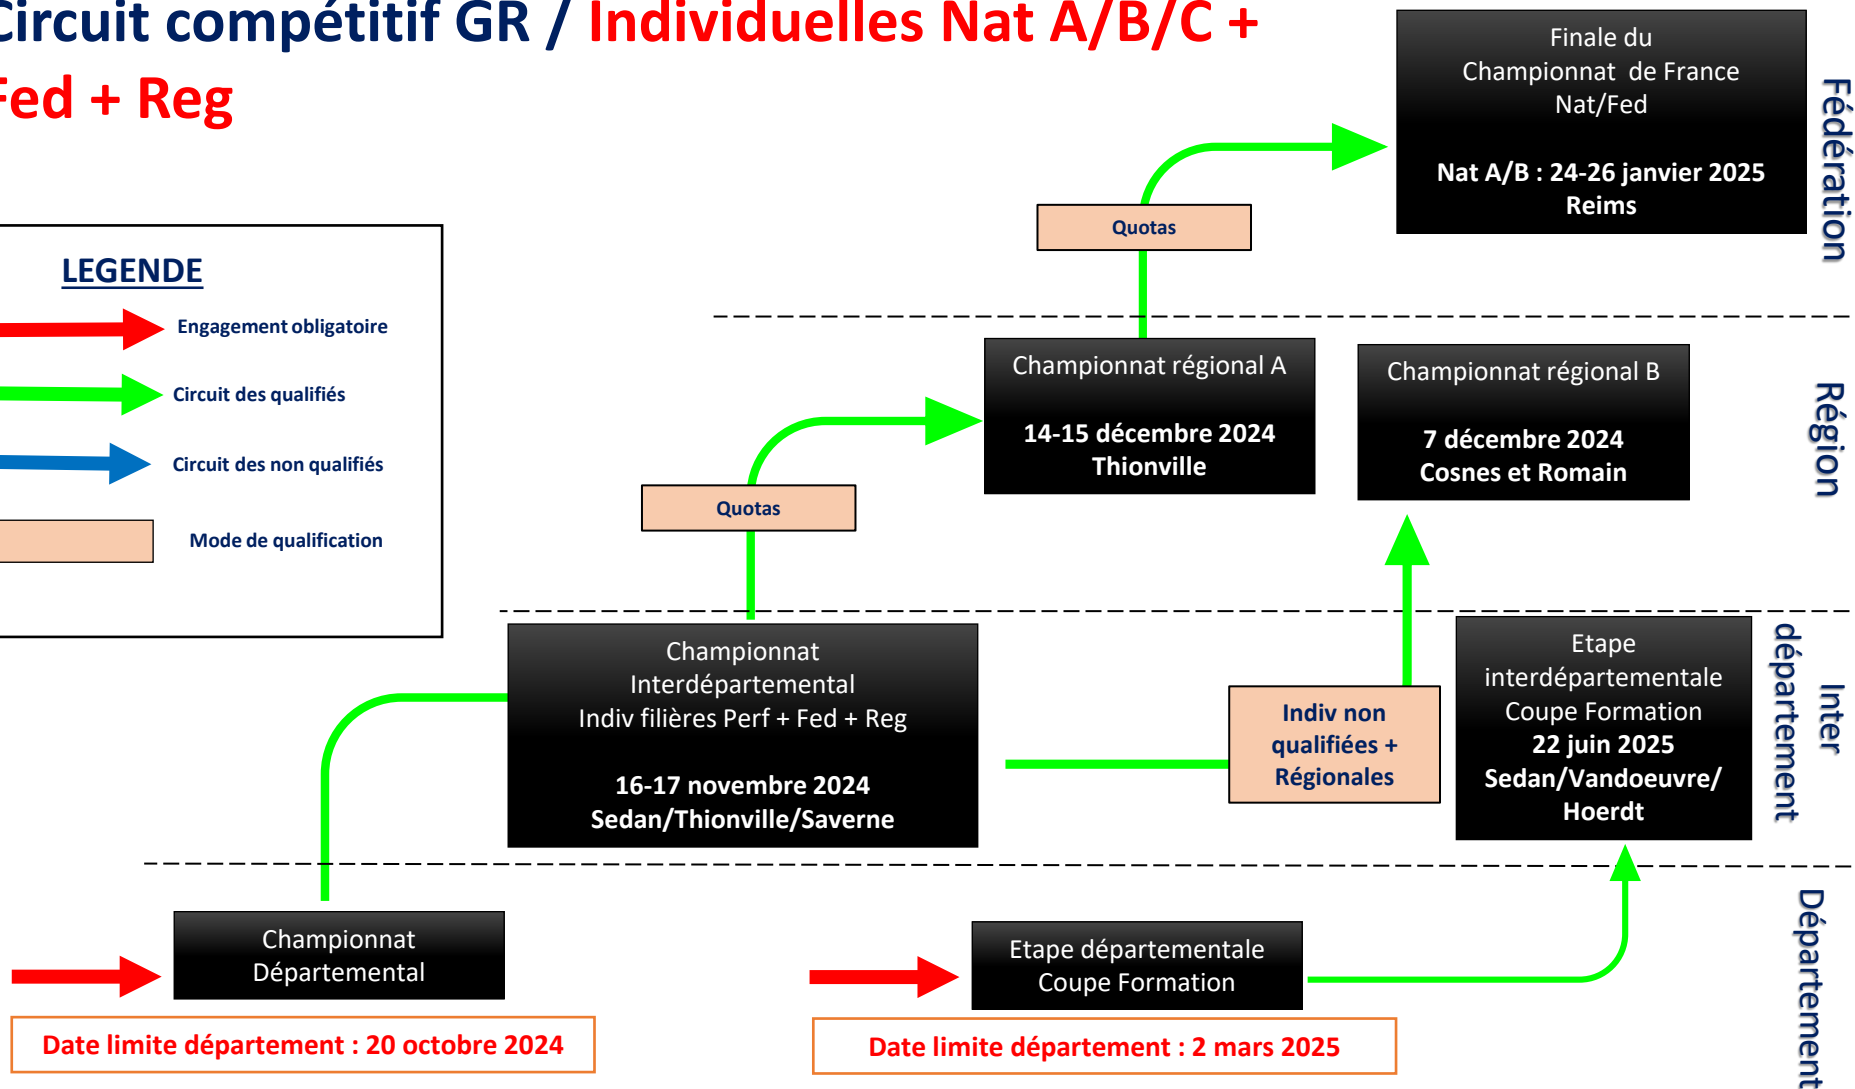 Circuit compétitif GR / Individuelles Nat A/B/C +
Fed + Reg
Finale du
Championnat de France
Nat/Fed
Nat A/B : 24-26 janvier 2025
Reims
Fédération
Quotas
LEGENDE
Engagement obligatoire
Circuit des qualifiés
Circuit des non qualifiés
Mode de qualification
Championnat régional A
14-15 décembre 2024
Thionville
Championnat régional B
7 décembre 2024
Cosnes et Romain
Région
Quotas
Championnat
Interdépartemental
Indiv filières Perf + Fed + Reg
16-17 novembre 2024
Sedan/Thionville/Saverne
Indiv non
qualifiées +
Régionales
Etape
interdépartementale
Coupe Formation
22 juin 2025
Sedan/Vandoeuvre/
Hoerdt
Inter
département
Championnat
Départemental
Date limite département : 20 octobre 2024
Etape départementale
Coupe Formation
Date limite département : 2 mars 2025
Département